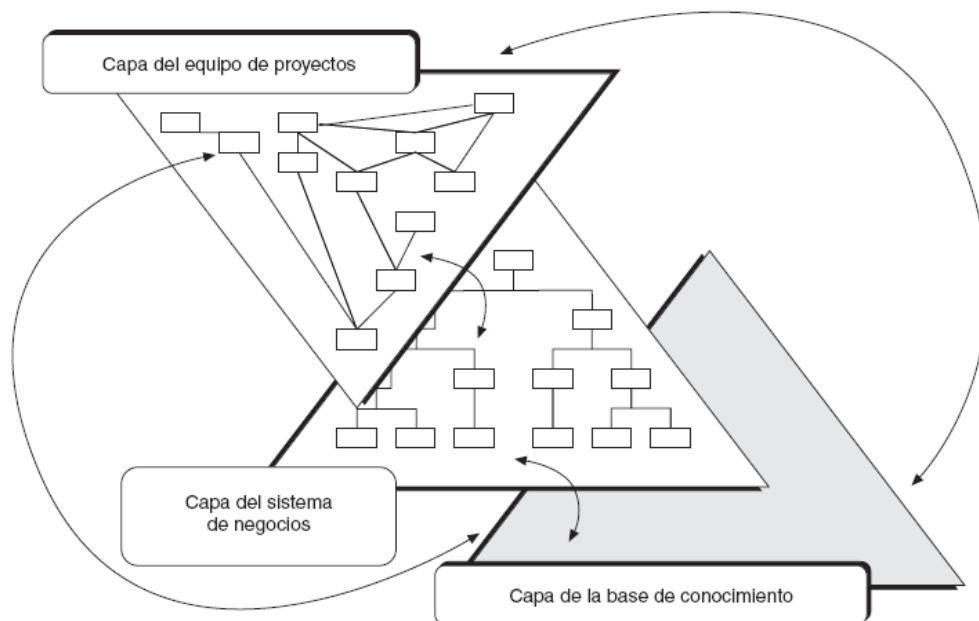 Capa del equipo de proyectos
Capa del sistema
de negocios
Capa de la base de conocimiento